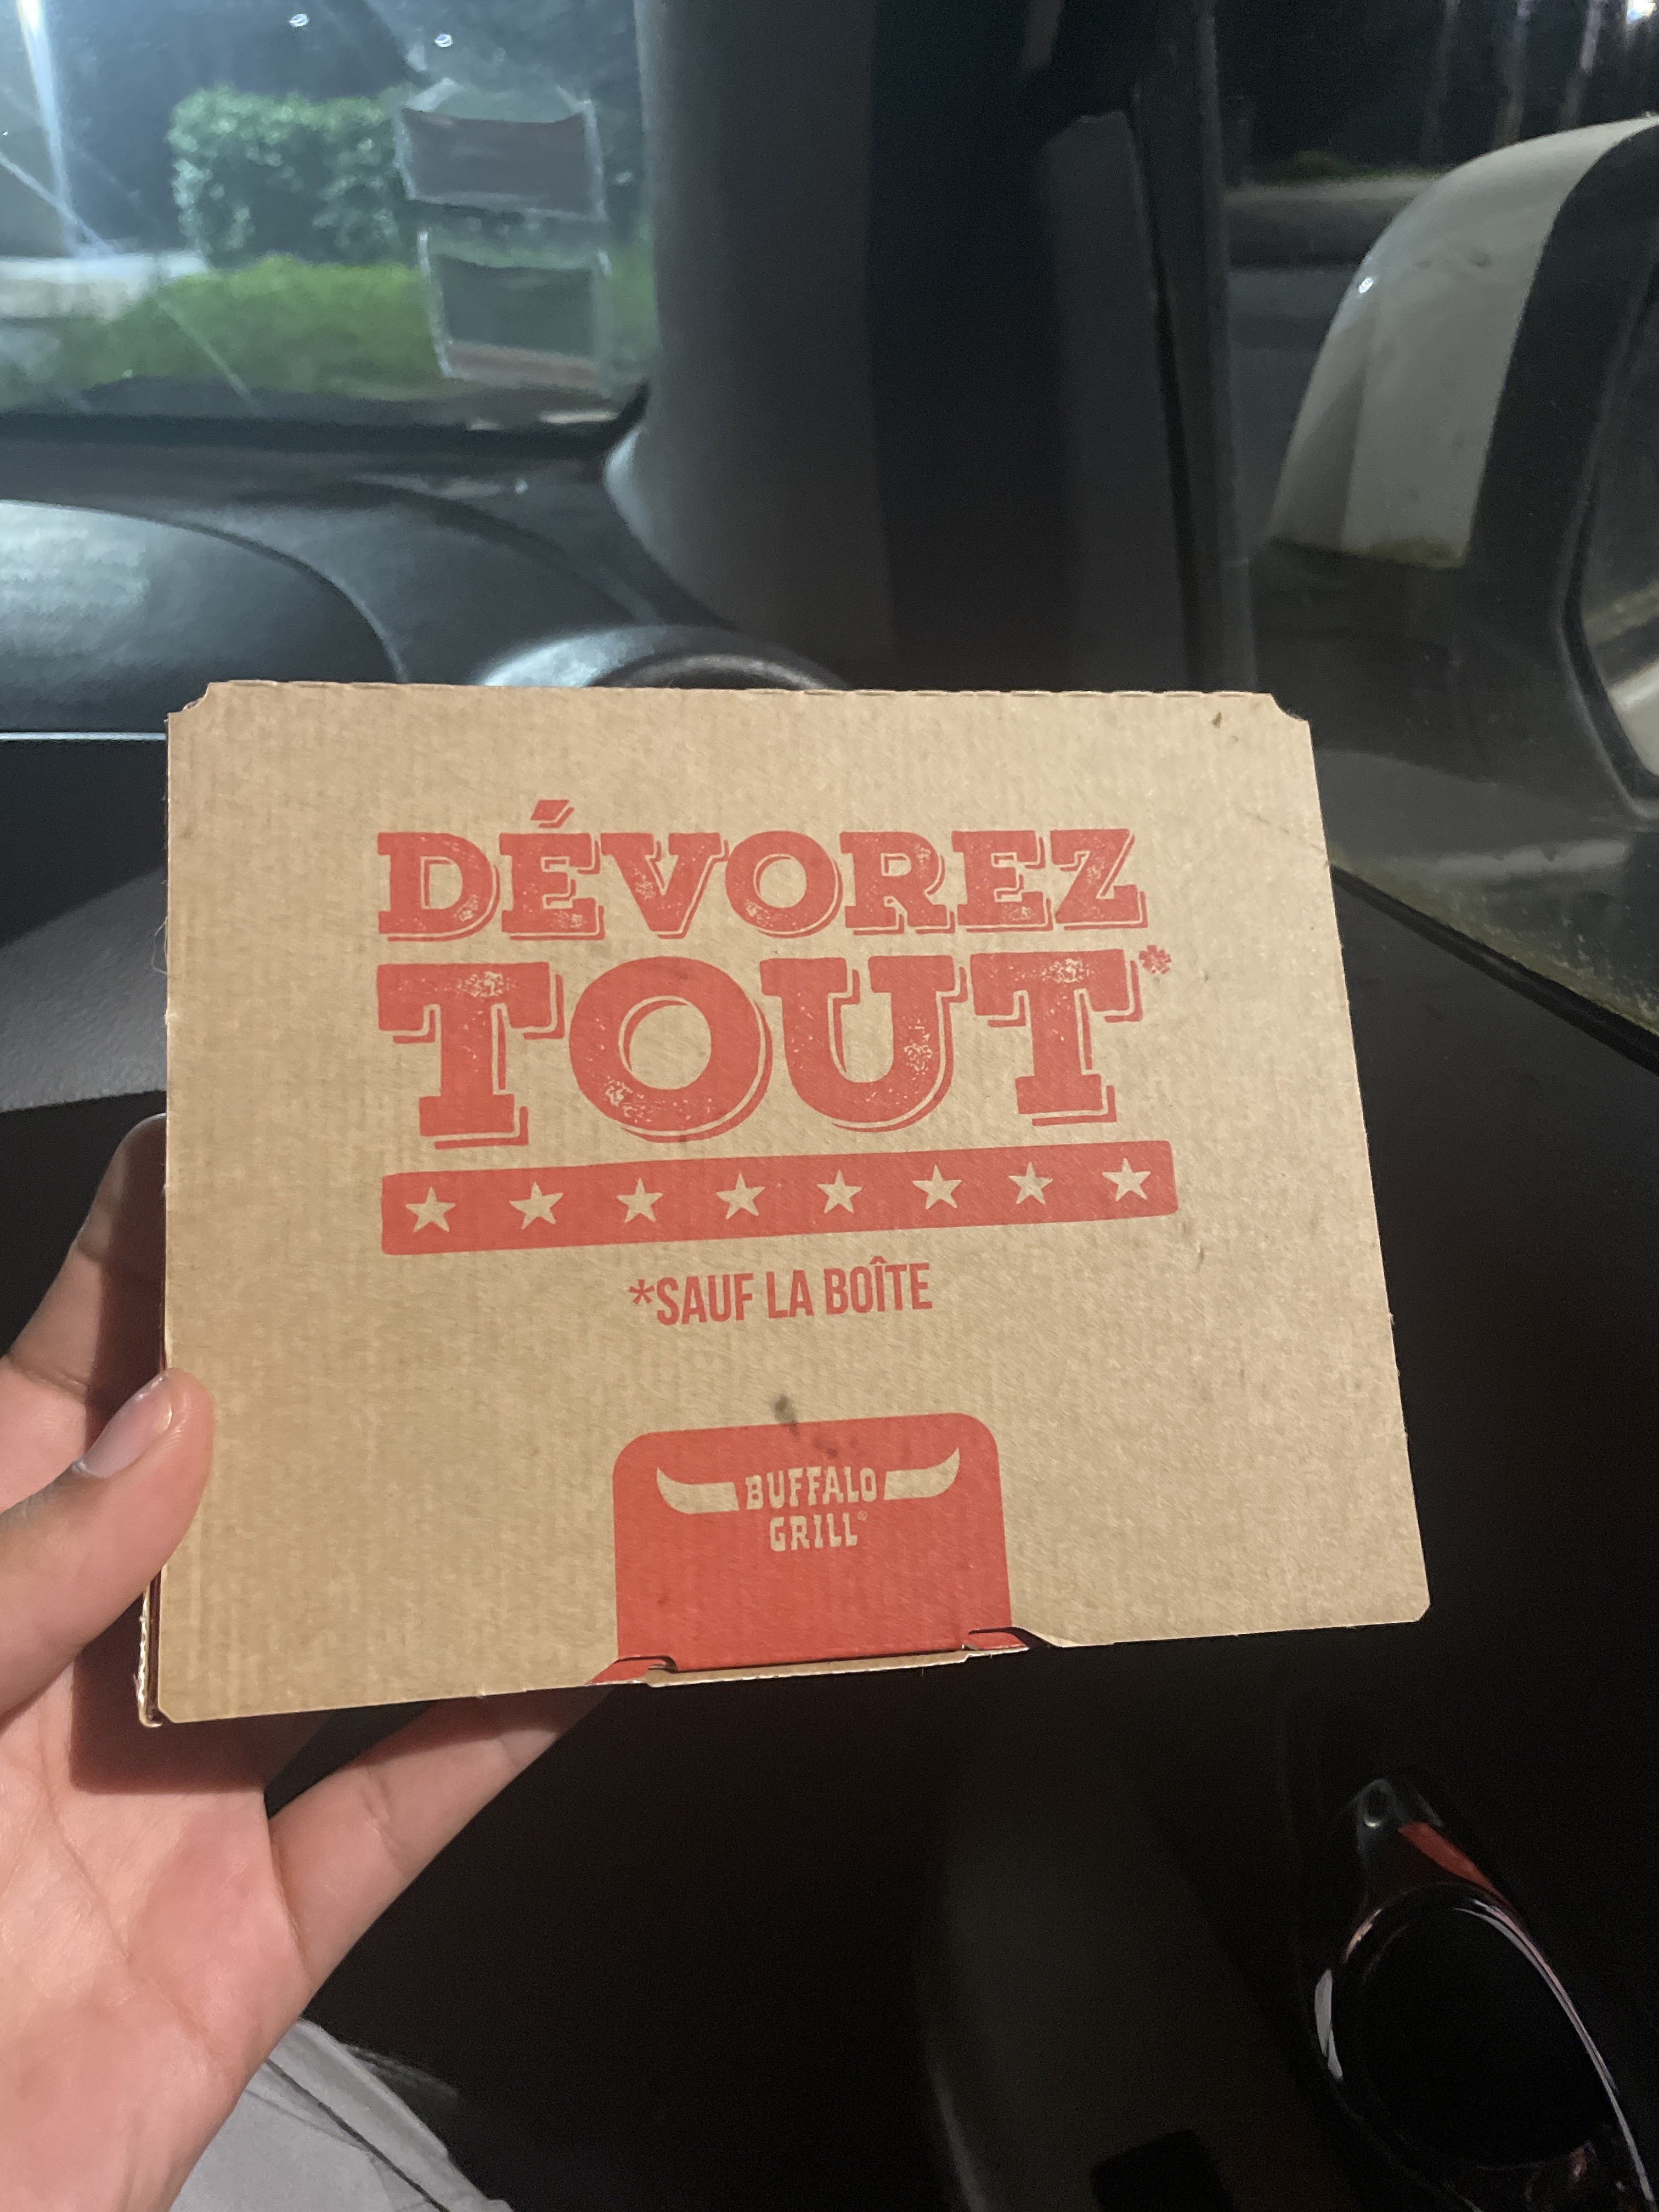 DÉVOREZ
TOUT*
*SAUF LA BOÎTE
BUFFALO
GRILL®